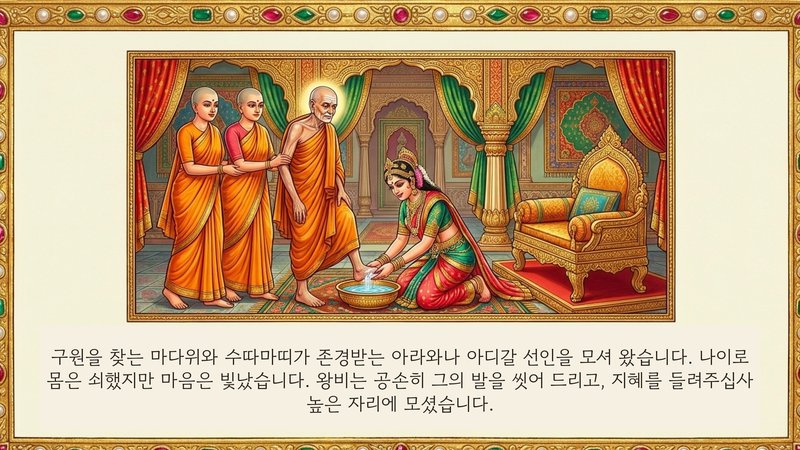 구원을 찾는 마다위와 수따마띠가 존경받는 아라와나 아디갈 선인을 모셔 왔습니다. 나이로
몸은 쇠했지만 마음은 빛났습니다. 왕비는 공손히 그의 발을 씻어 드리고, 지혜를 들려주십사
높은 자리에 모셨습니다.